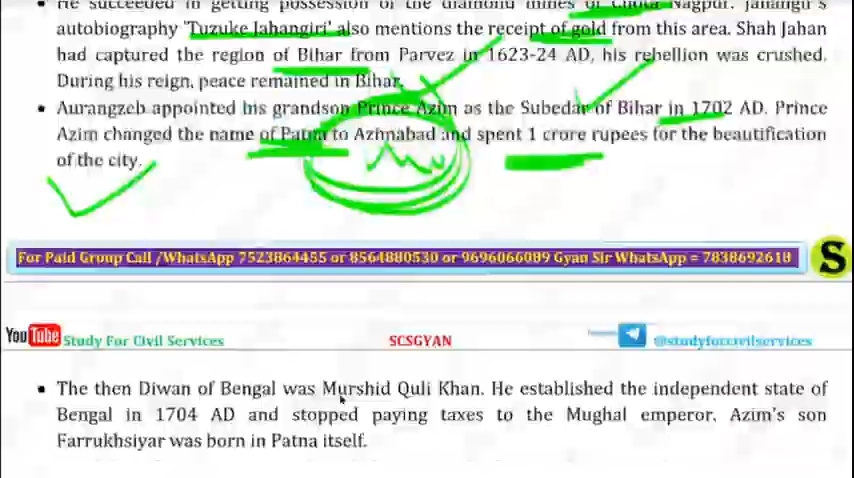 He succeeded in getting possession of the diamond mines of Chota Nagpur. Jahangir's
autobiography 'Tuzuke Jahangiri' also mentions the receipt of gold from this area. Shah Jahan
had captured the region of Bihar from Parvez in 1623-24 AD, his rebellion was crushed.
During his reign, peace remained in Bihar.
Aurangzeb appointed his grandson Prince Azim as the Subedar of Bihar in 1702 AD. Prince
Azim changed the name of Patna to Azimabad and spent 1 crore rupees for the beautification
of the city.
For Paid Group Call /WhatsApp 7523864455 or 8564880530 or 9696066089 Gyan Sir WhatsApp = 7838692618
S
YouTube Study For Civil Services
SCSGYAN
@studyforcivilservices
The then Diwan of Bengal was Murshid Quli Khan. He established the independent state of
Bengal in 1704 AD and stopped paying taxes to the Mughal emperor. Azim's son
Farrukhsiyar was born in Patna itself.